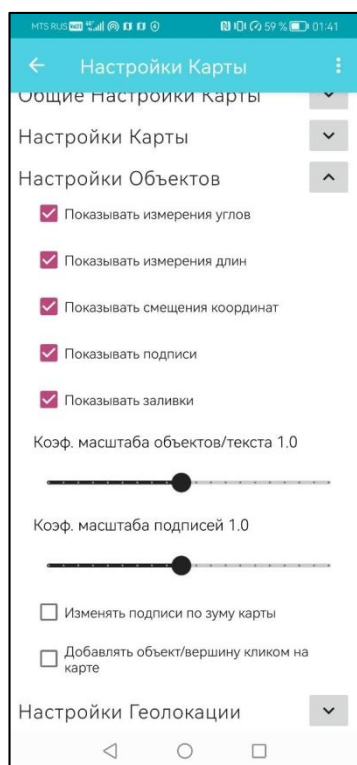 MTS RUS 59 % 01:41
Настройки Карты
Общие Настройки Карты
Настройки Карты
Настройки Объектов
Показывать измерения углов
Показывать измерения длин
Показывать смещения координат
Показывать подписи
Показывать заливки
Коэф. масштаба объектов/текста 1.0
Коэф. масштаба подписей 1.0
Изменять подписи по зуму карты
Добавлять объект/вершину кликом на
карте
Настройки Геолокации